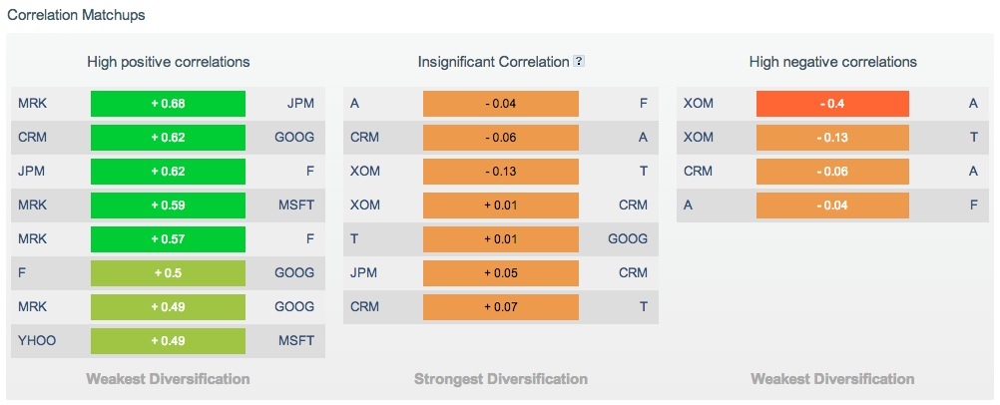 Correlation Matchups
High positive correlations
MRK + 0.68 JPM
CRM + 0.62 GOOG
JPM + 0.62 F
MRK + 0.59 MSFT
MRK + 0.57 F
F + 0.5 GOOG
MRK + 0.49 GOOG
YHOO + 0.49 MSFT
Weakest Diversification
Insignificant Correlation ?
A - 0.04 F
CRM - 0.06 A
XOM - 0.13 T
XOM + 0.01 CRM
T + 0.01 GOOG
JPM + 0.05 CRM
CRM + 0.07 T
Strongest Diversification
High negative correlations
XOM - 0.4 A
XOM - 0.13 T
CRM - 0.06 A
A - 0.04 F
Weakest Diversification